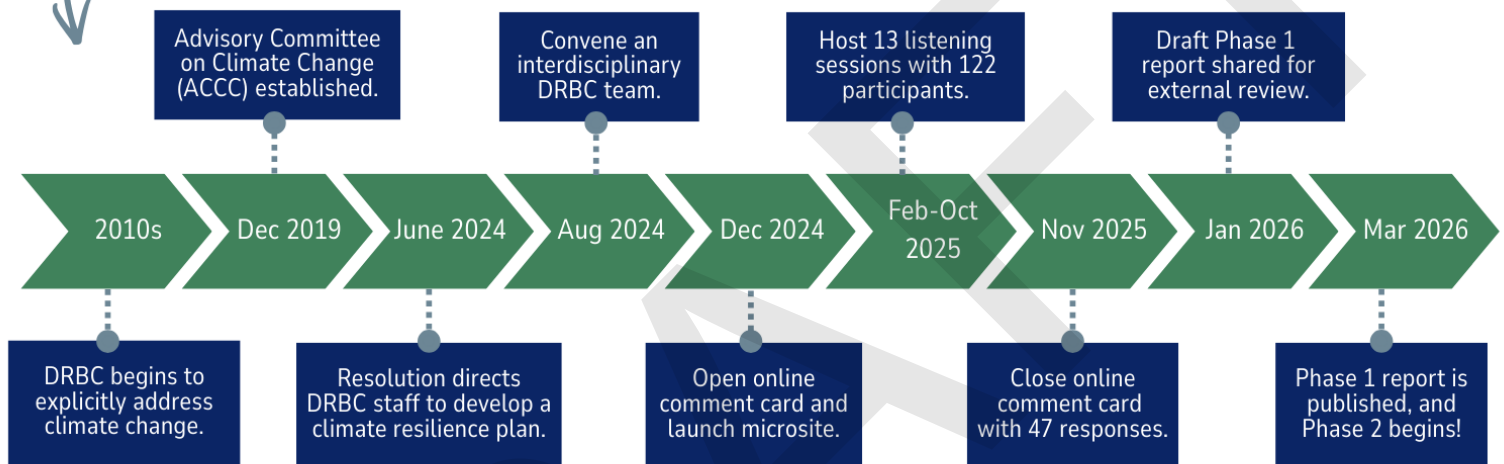 Advisory Committee
on Climate Change
(ACCC) established.
Convene an
interdisciplinary
DRBC team.
Host 13 listening
sessions with 122
participants.
Draft Phase 1
report shared for
external review.
2010s
Dec 2019
June 2024
Aug 2024
Dec 2024
Feb-Oct
2025
Nov 2025
Jan 2026
Mar 2026
DRBC begins to
explicitly address
climate change.
Resolution directs
DRBC staff to develop a
climate resilience plan.
Open online
comment card and
launch microsite.
Close online
comment card
with 47 responses.
Phase 1 report is
published, and
Phase 2 begins!